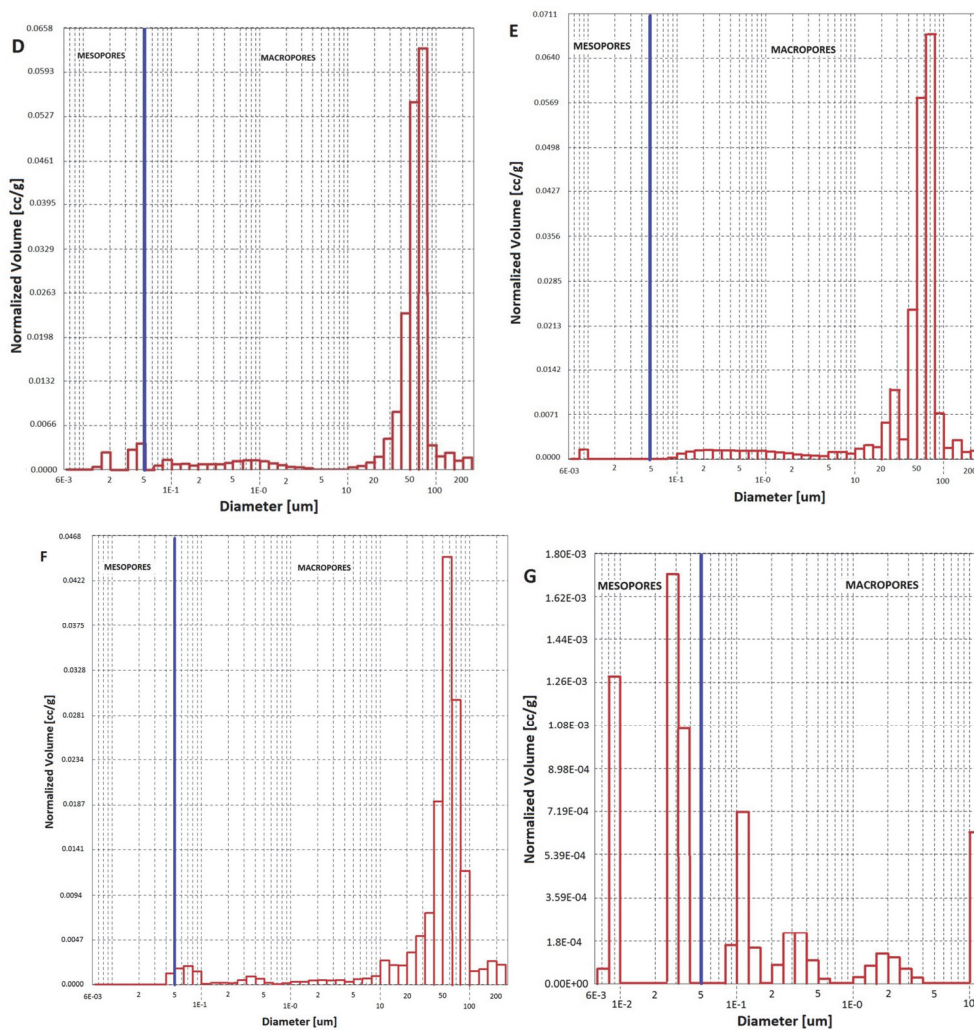 D
MESOPORES MACROPORES
Normalized Volume [cc/g]
0.0658
0.0593
0.0527
0.0461
0.0395
0.0329
0.0263
0.0198
0.0132
0.0066
0.0000
6E-3 2 5 1E-1 2 5 1E-0 2 5 10 20 50 100 200
Diameter [um]
E
MESOPORES MACROPORES
Normalized Volume [cc/g]
0.0711
0.0640
0.0569
0.0498
0.0427
0.0356
0.0285
0.0213
0.0142
0.0071
0.0000
6E-03 2 5 1E-1 2 5 1E-0 2 5 10 20 50 100 200
Diameter [um]
F
MESOPORES MACROPORES
Normalized Volume [cc/g]
0.0468
0.0422
0.0375
0.0328
0.0281
0.0234
0.0187
0.0141
0.0094
0.0047
0.0000
6E-03 2 5 1E-1 2 5 1E-0 2 5 10 20 50 100 200
Diameter [um]
G
MESOPORES MACROPORES
Normalized Volume [cc/g]
1.80E-03
1.62E-03
1.44E-03
1.26E-03
1.08E-03
8.98E-04
7.19E-04
5.39E-04
3.59E-04
1.8E-04
0.00E+00
6E-3 1E-2 2 5 1E-1 2 5 1E-0 2 5 10
Diameter [um]